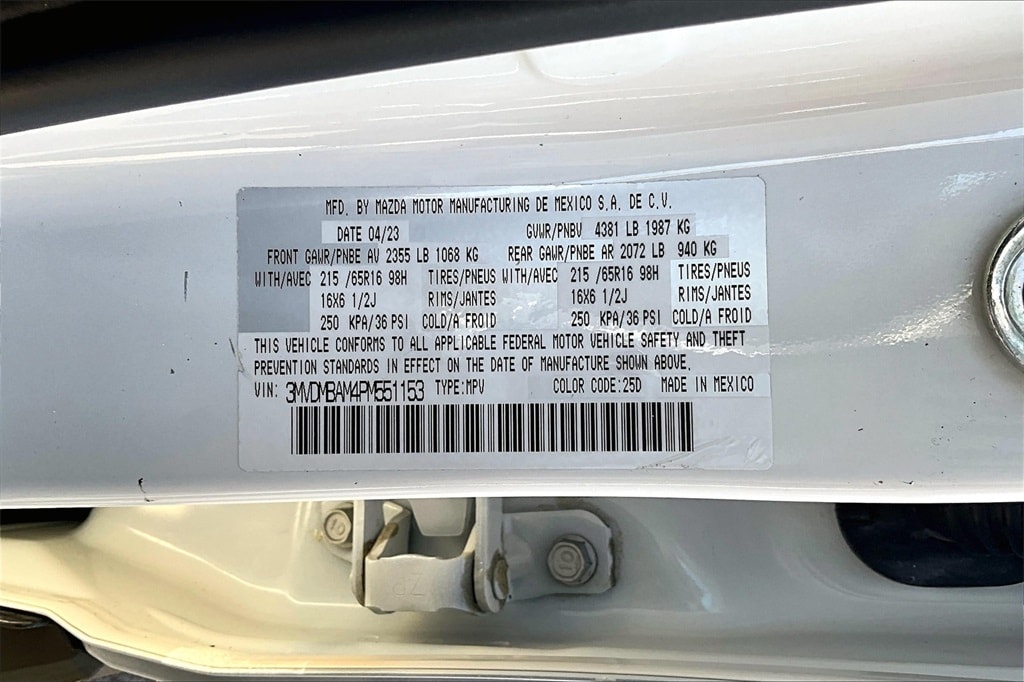 MFD. BY MAZDA MOTOR MANUFACTURING DE MEXICO S.A. DE C.V.
DATE 04/23 GVWR/PNBV 4381 LB 1987 KG
FRONT GAWR/PNBE AV 2355 LB 1068 KG REAR GAWR/PNBE AR 2072 LB 940 KG
WITH/AVEC 215 /65R16 98H TIRES/PNEUS WITH/AVEC 215 /65R16 98H TIRES/PNEUS
16X6 1/2J RIMS/JANTES 16X6 1/2J RIMS/JANTES
250 KPA/36 PSI COLD/A FROID 250 KPA/36 PSI COLD/A FROID
THIS VEHICLE CONFORMS TO ALL APPLICABLE FEDERAL MOTOR VEHICLE SAFETY AND THEFT
PREVENTION STANDARDS IN EFFECT ON THE DATE OF MANUFACTURE SHOWN ABOVE.
VIN: 3MVDMBAM4PM551153 TYPE:MPV COLOR CODE:25D MADE IN MEXICO
10
10